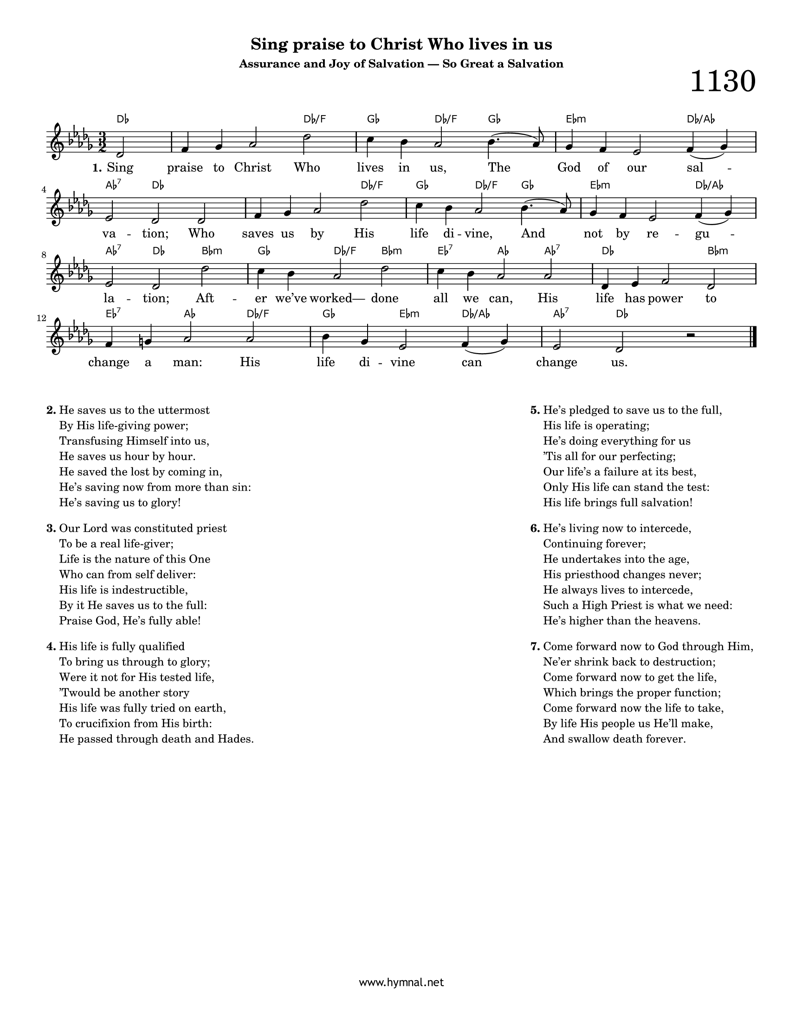 Sing praise to Christ Who lives in us
Assurance and Joy of Salvation — So Great a Salvation
1130
D♭ D♭/F G♭ D♭/F G♭ E♭m D♭/A♭
3 2
1. Sing praise to Christ Who lives in us, The God of our sal -
4
A♭7 D♭ D♭/F G♭ D♭/F G♭ E♭m D♭/A♭
va - tion; Who saves us by His life di - vine, And not by re - gu -
8
A♭7 D♭ B♭m G♭ D♭/F B♭m E♭7 A♭ A♭7 D♭ B♭m
la - tion; Aft - er we've worked— done all we can, His life has power to
12
E♭7 A♭ D♭/F G♭ E♭m D♭/A♭ A♭7 D♭
change a man: His life di - vine can change us.
2. He saves us to the uttermost
By His life-giving power;
Transfusing Himself into us,
He saves us hour by hour.
He saved the lost by coming in,
He's saving now from more than sin:
He's saving us to glory!
3. Our Lord was constituted priest
To be a real life-giver;
Life is the nature of this One
Who can from self deliver:
His life is indestructible,
By it He saves us to the full:
Praise God, He's fully able!
4. His life is fully qualified
To bring us through to glory;
Were it not for His tested life,
'Twould be another story
His life was fully tried on earth,
To crucifixion from His birth:
He passed through death and Hades.
5. He's pledged to save us to the full,
His life is operating;
He's doing everything for us
'Tis all for our perfecting;
Our life's a failure at its best,
Only His life can stand the test:
His life brings full salvation!
6. He's living now to intercede,
Continuing forever;
He undertakes into the age,
His priesthood changes never;
He always lives to intercede,
Such a High Priest is what we need:
He's higher than the heavens.
7. Come forward now to God through Him,
Ne'er shrink back to destruction;
Come forward now to get the life,
Which brings the proper function;
Come forward now the life to take,
By life His people us He'll make,
And swallow death forever.
www.hymnal.net